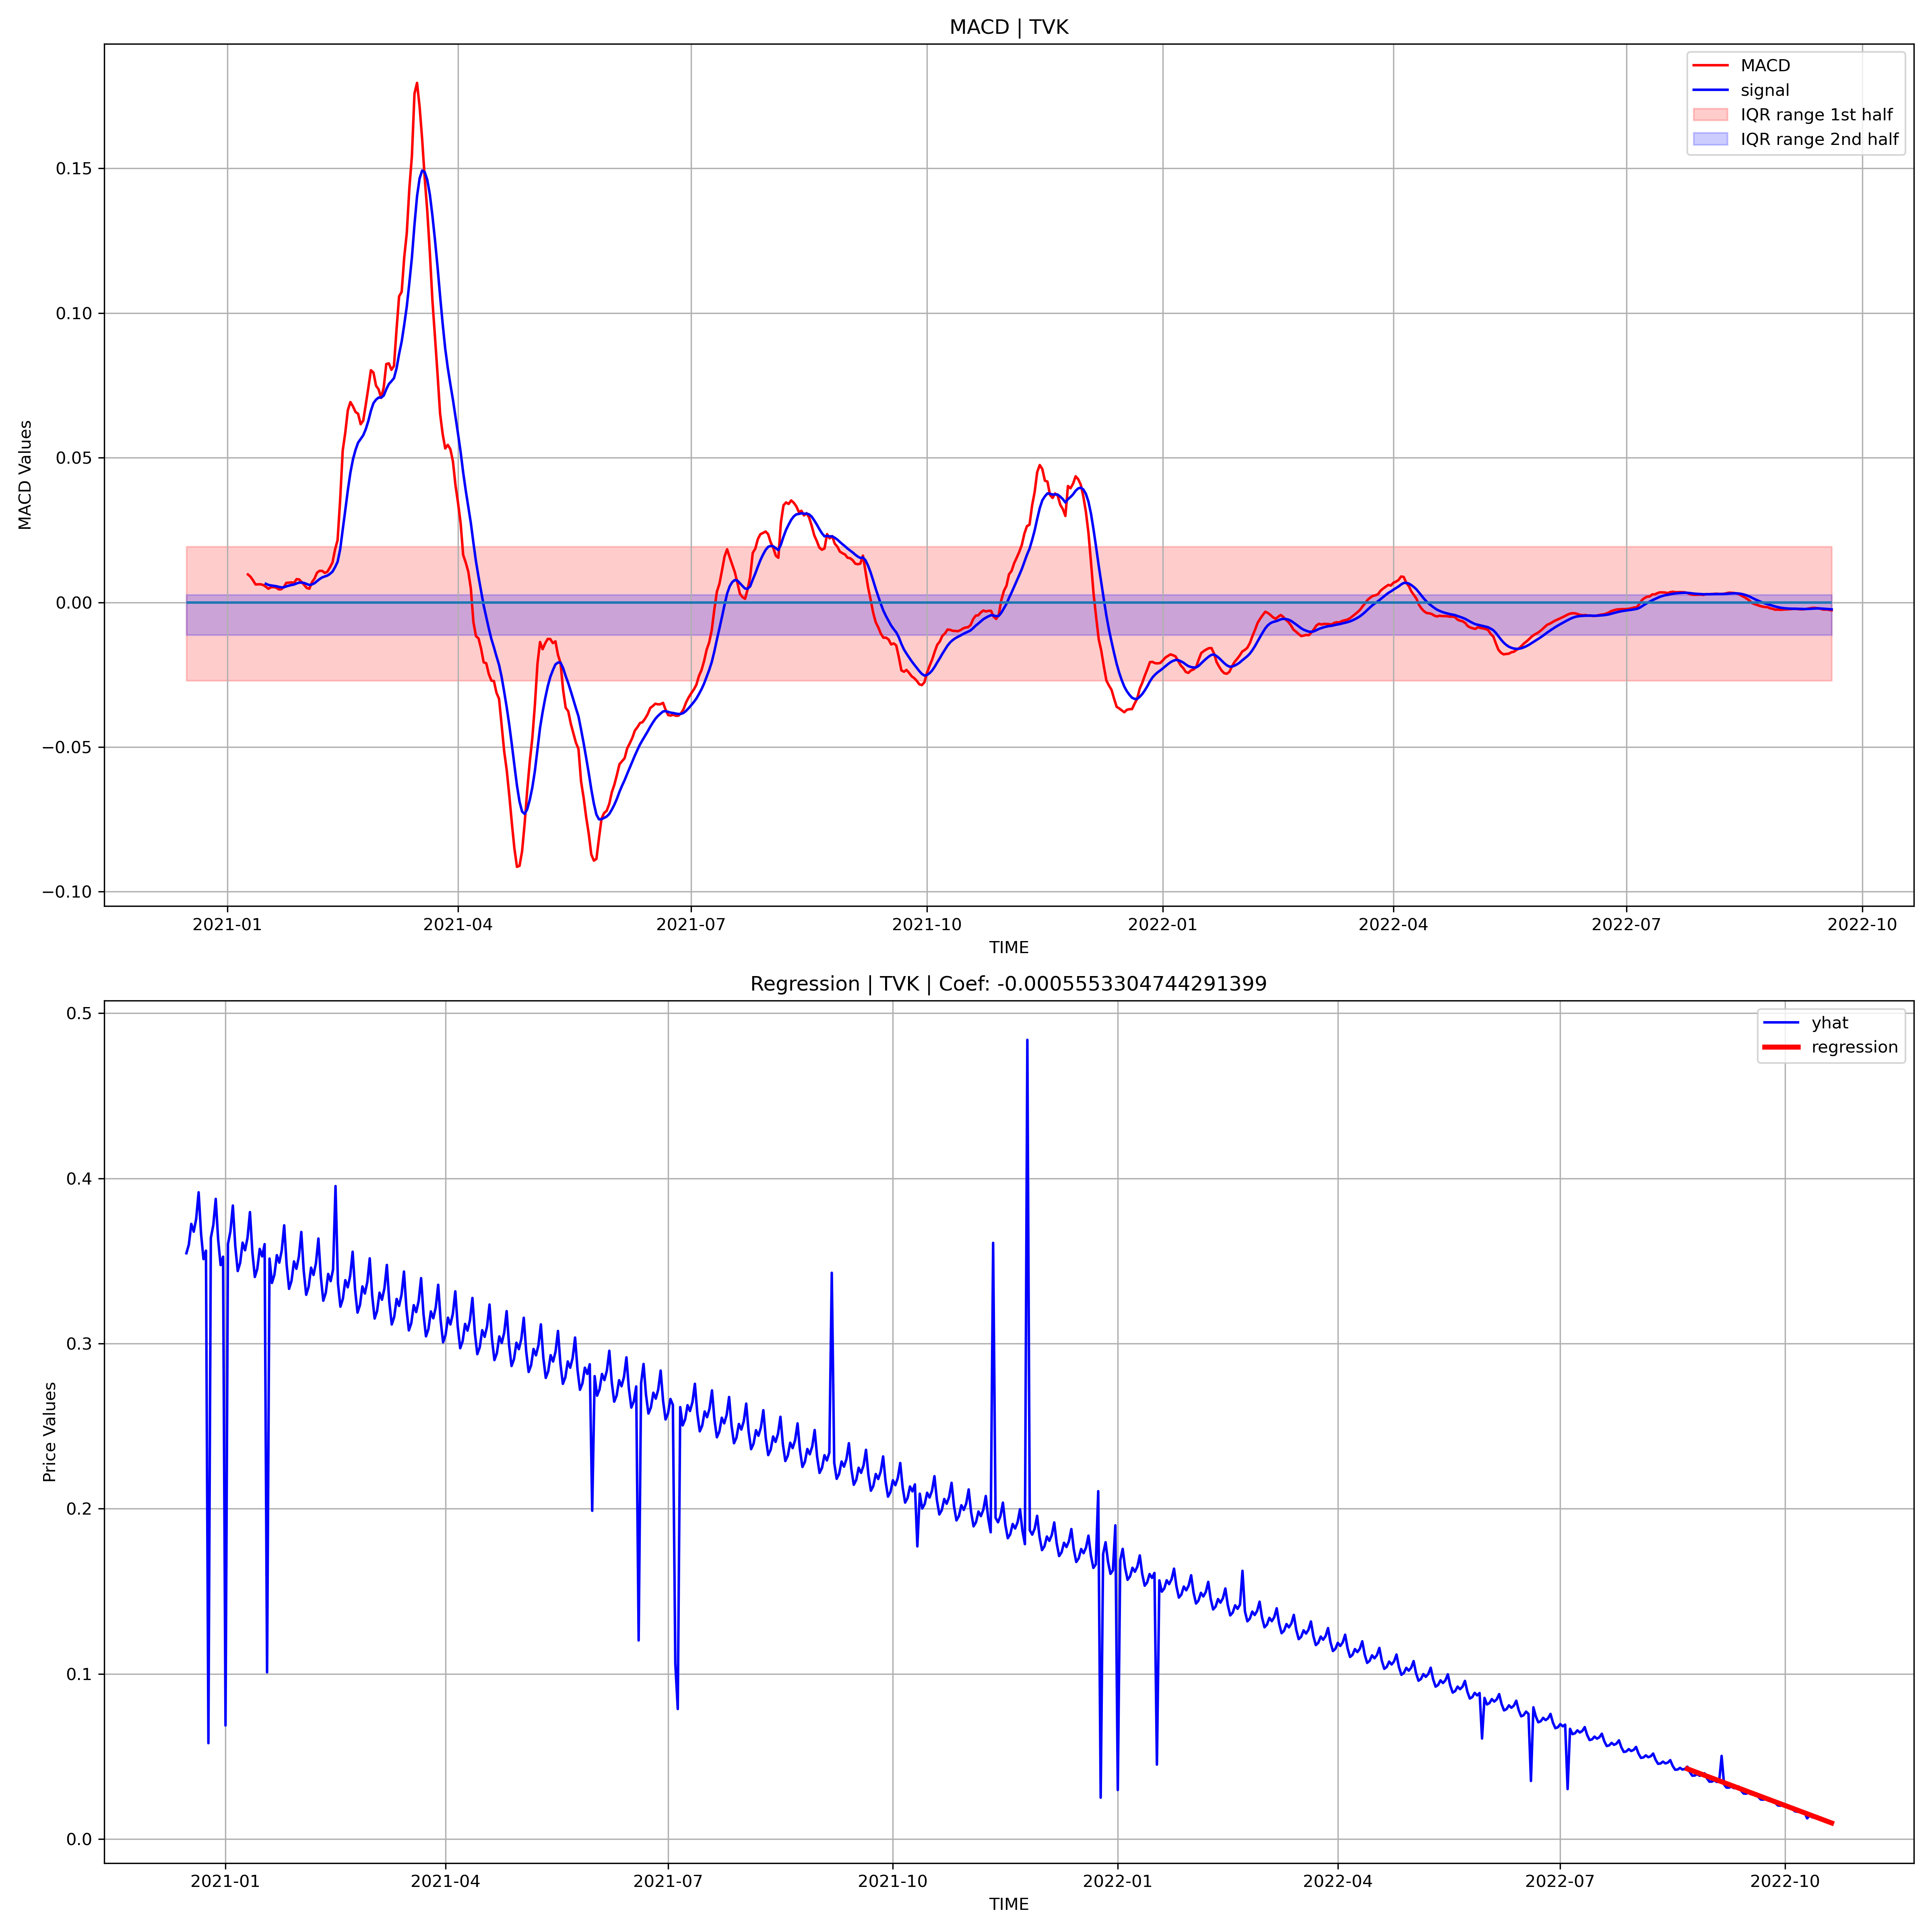 MACD | TVK
MACD
signal
IQR range 1st half
IQR range 2nd half
0.15
0.10
0.05
0.00
−0.05
−0.10
MACD Values
2021-01 2021-04 2021-07 2021-10 2022-01 2022-04 2022-07 2022-10
TIME
Regression | TVK | Coef: -0.0005553304744291399
yhat
regression
0.5
0.4
0.3
0.2
0.1
0.0
Price Values
2021-01 2021-04 2021-07 2021-10 2022-01 2022-04 2022-07 2022-10
TIME